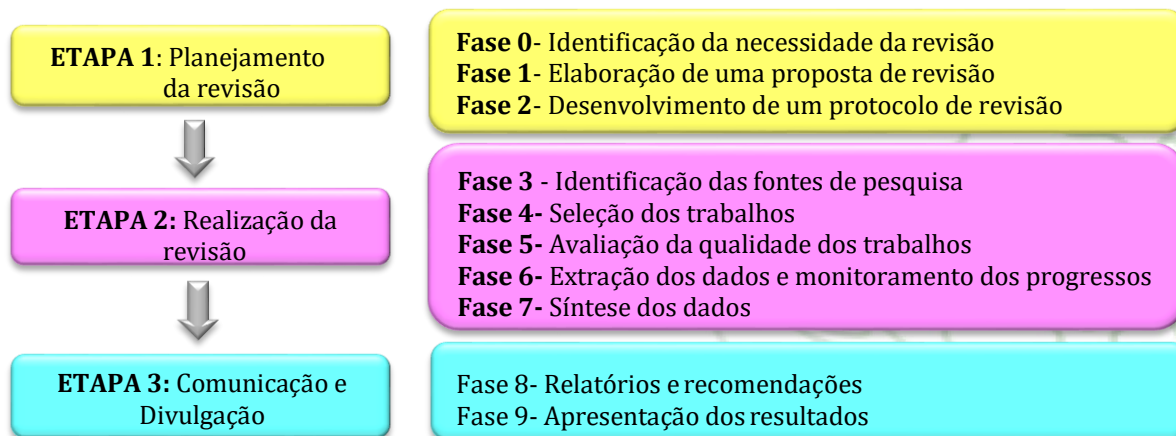 ETAPA 1: Planejamento
da revisão
Fase 0- Identificação da necessidade da revisão
Fase 1- Elaboração de uma proposta de revisão
Fase 2- Desenvolvimento de um protocolo de revisão
ETAPA 2: Realização da
revisão
Fase 3 - Identificação das fontes de pesquisa
Fase 4- Seleção dos trabalhos
Fase 5- Avaliação da qualidade dos trabalhos
Fase 6- Extração dos dados e monitoramento dos progressos
Fase 7- Síntese dos dados
ETAPA 3: Comunicação e
Divulgação
Fase 8- Relatórios e recomendações
Fase 9- Apresentação dos resultados